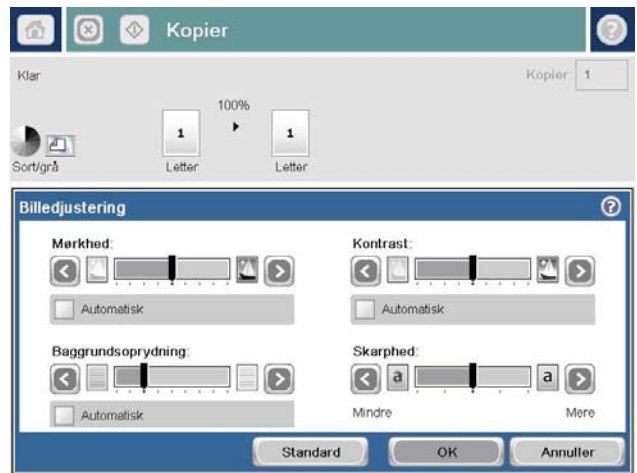 Kopier
Klar
Kopier: 1
100%
1 1
Sort/grå Letter Letter
Billedjustering
Mørkhed: Kontrast:
Automatisk Automatisk
Baggrundsoprydning: Skarphed:
a a
Automatisk Mindre Mere
Standard OK Annuller